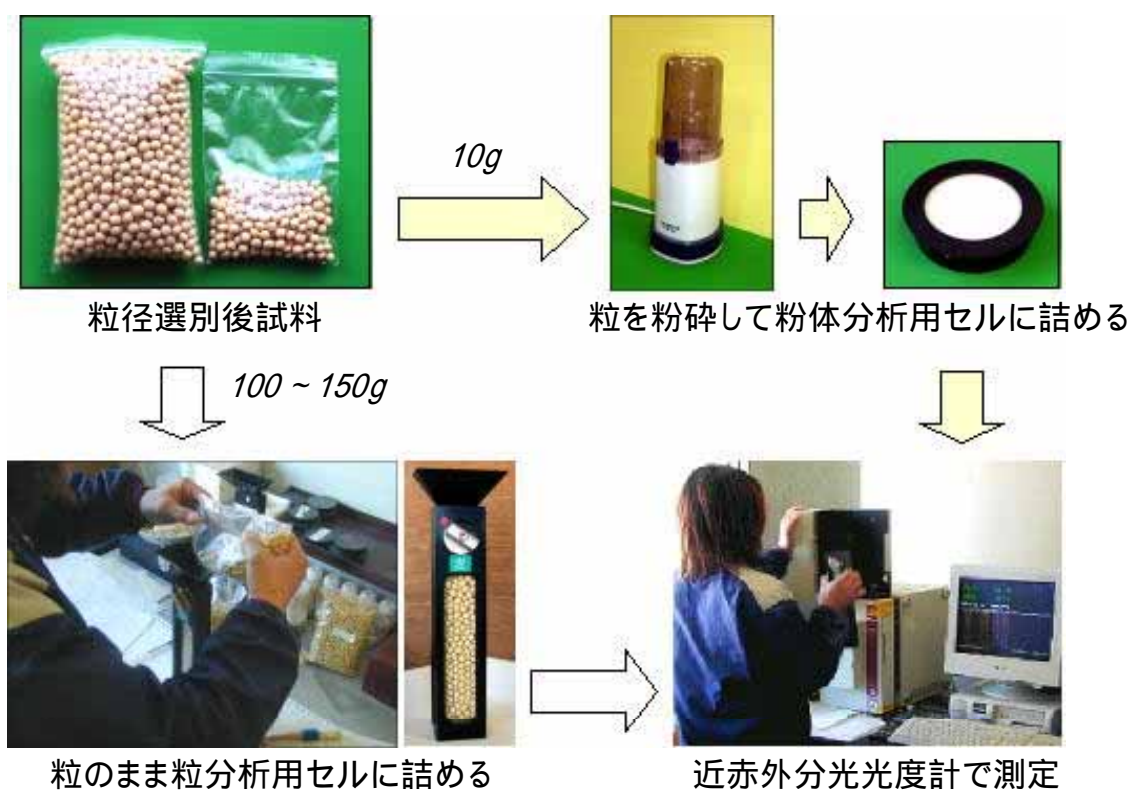 10g
粒径選別後試料
粒を粉砕して粉体分析用セルに詰める
100 ~ 150g
粒のまま粒分析用セルに詰める
近赤外分光光度計で測定